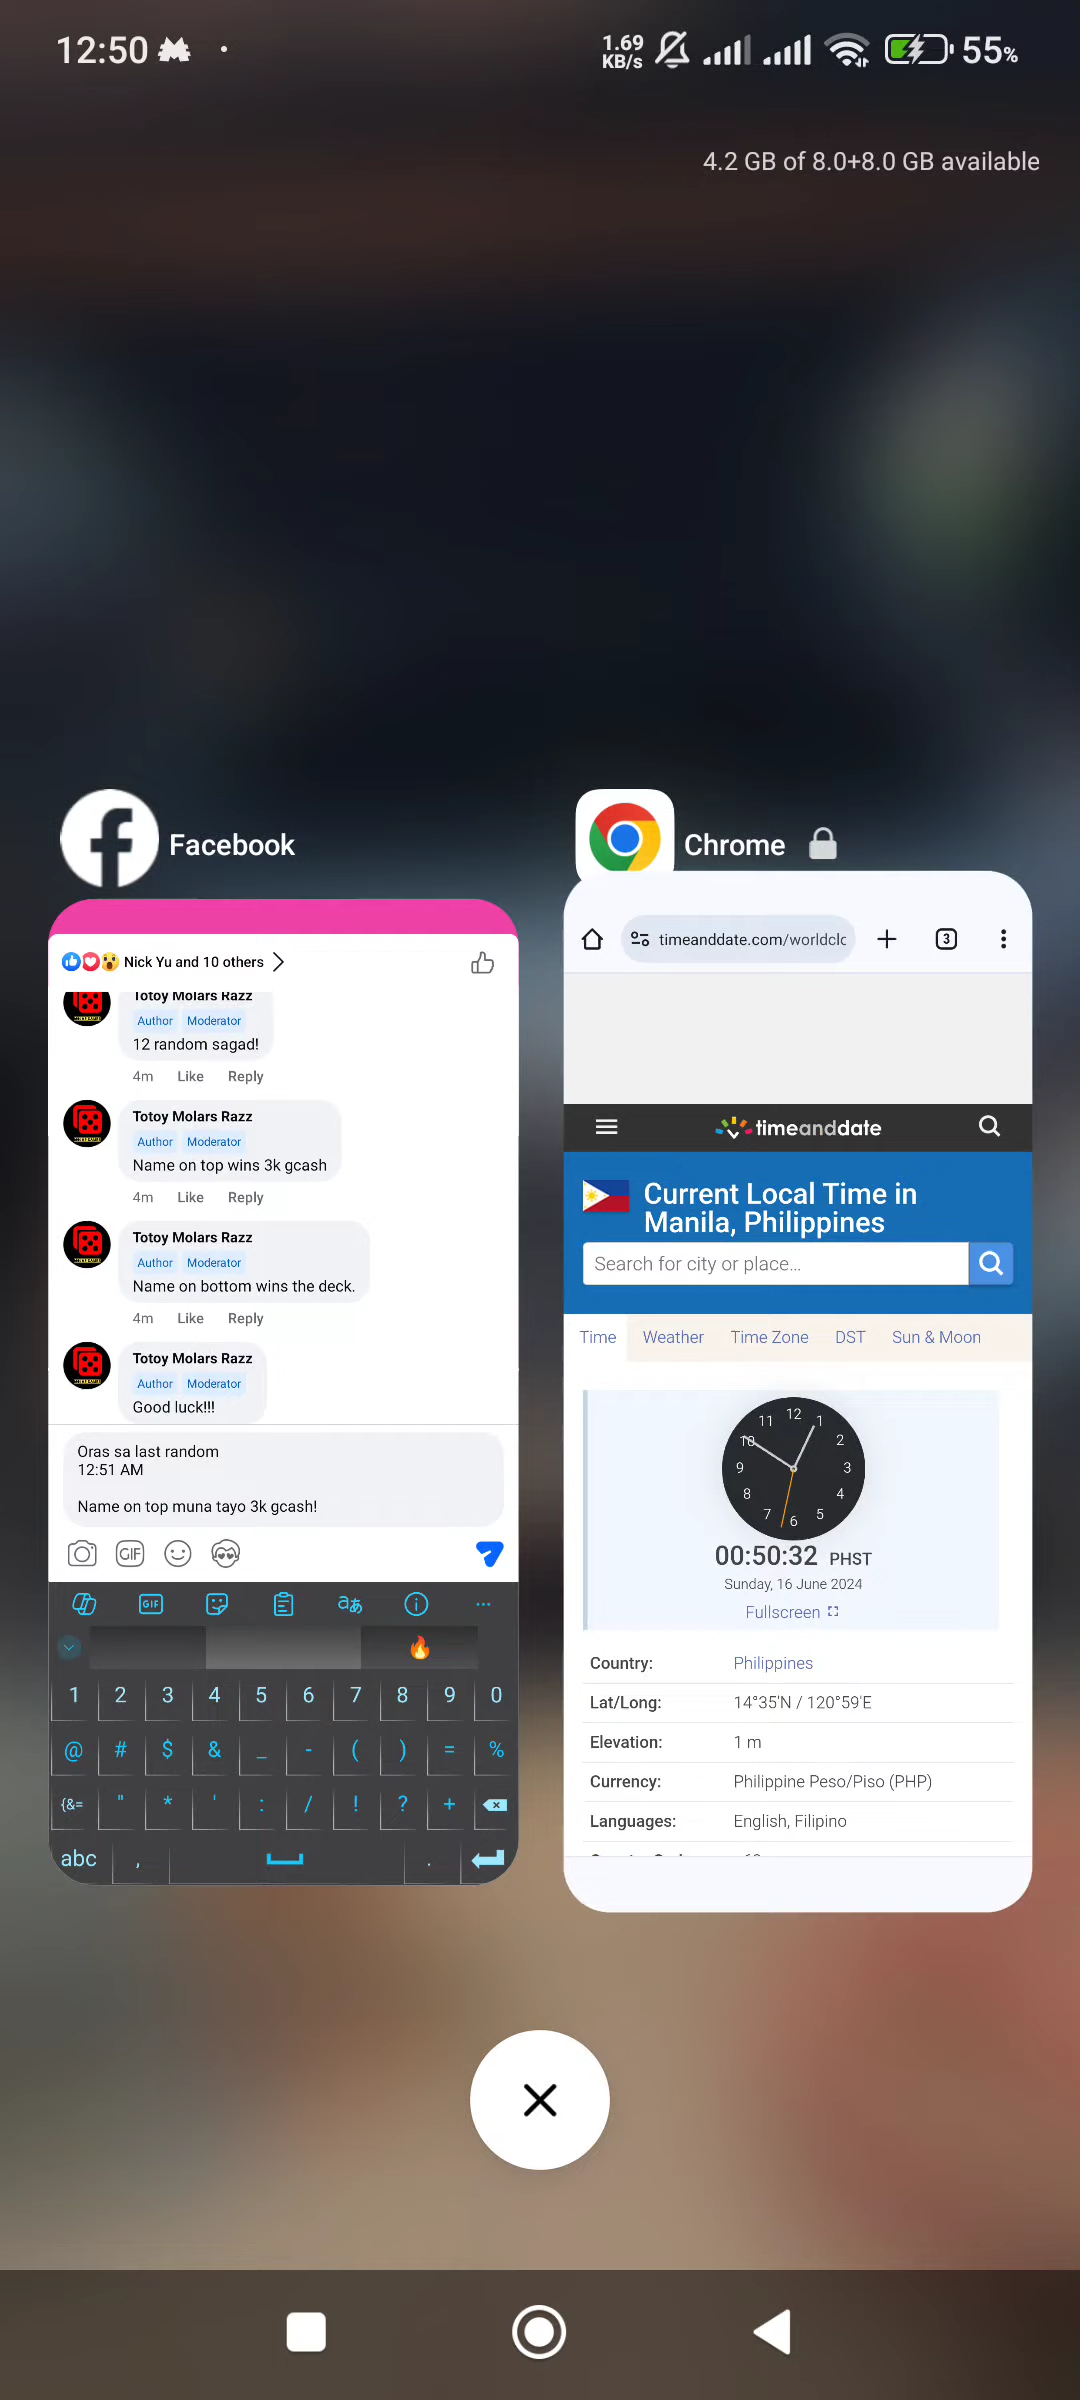 12:50
1.69
KB/s
55%
4.2 GB of 8.0+8.0 GB available
Facebook
Nick Yu and 10 others
Totoy Molars Razz
Author Moderator
12 random sagad!
4m Like Reply
Totoy Molars Razz
Author Moderator
Name on top wins 3k gcash
4m Like Reply
Totoy Molars Razz
Author Moderator
Name on bottom wins the deck.
4m Like Reply
Totoy Molars Razz
Author Moderator
Good luck!!!
Oras sa last random
12:51 AM
Name on top muna tayo 3k gcash!
GIF
GIF aあ
1 2 3 4 5 6 7 8 9 0
@ # $ & _ - ( ) = %
{&= " * ' : / ! ? +
abc , .
Chrome
timeanddate.com/worldclo
3
timeanddate
Current Local Time in
Manila, Philippines
Search for city or place...
Time Weather Time Zone DST Sun & Moon
12
11 1
10 2
9 3
8 4
7 5
6
00:50:32 PHST
Sunday, 16 June 2024
Fullscreen
Country: Philippines
Lat/Long: 14°35'N / 120°59'E
Elevation: 1 m
Currency: Philippine Peso/Piso (PHP)
Languages: English, Filipino